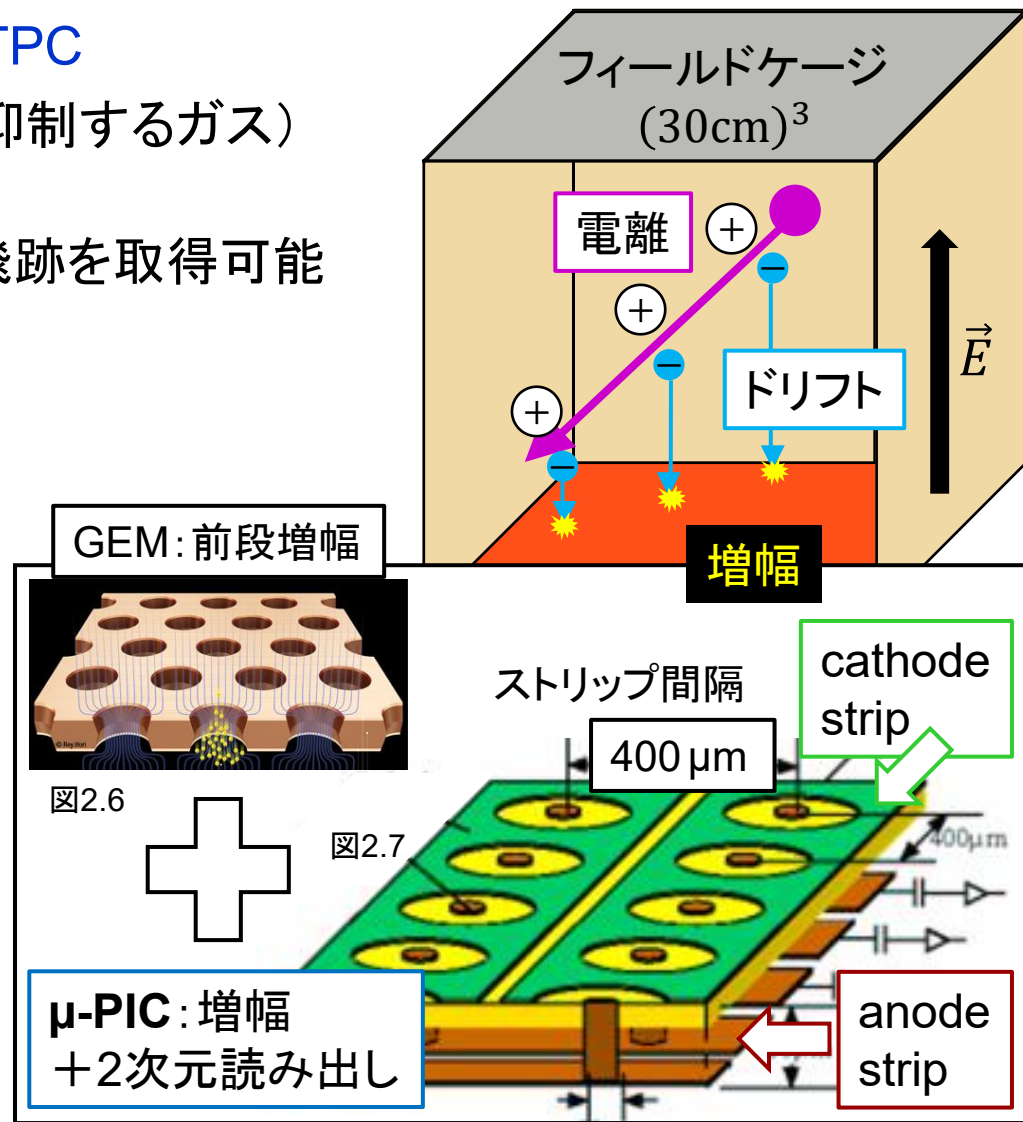 TPC
抑制するガス）
飛跡を取得可能
フィールドケージ
(30cm)³
電離
+
−
+
−
+
−
ドリフト
E⃗
増幅
GEM：前段増幅
© Rey.Hori
図2.6
ストリップ間隔
400 μm
cathode
strip
図2.7
400μm
μ-PIC：増幅
＋2次元読み出し
anode
strip